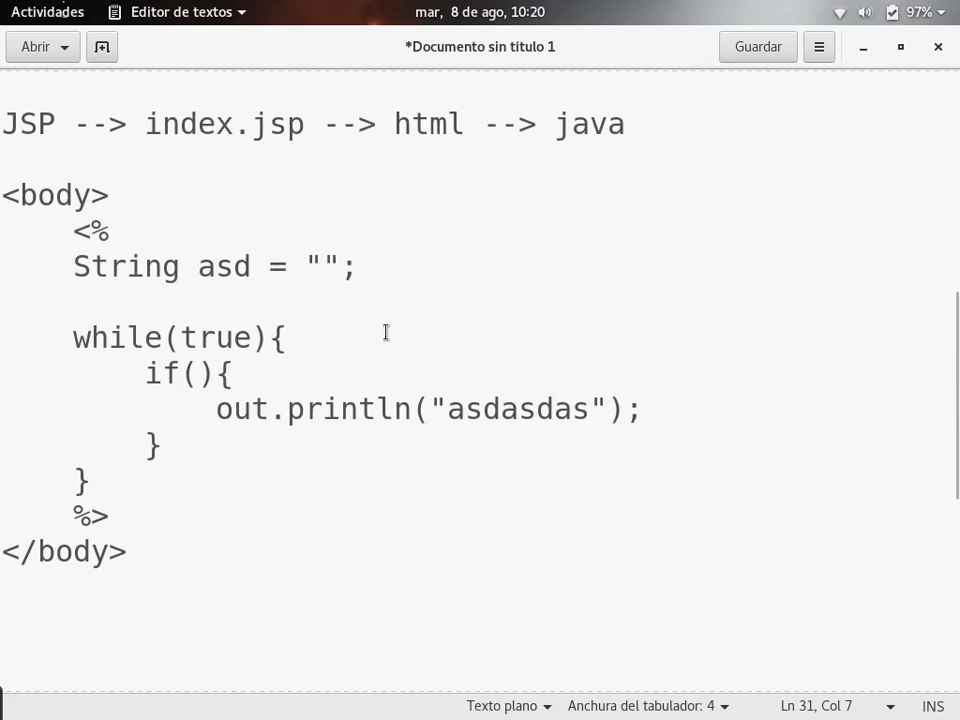 Actividades Editor de textos mar, 8 de ago, 10:20 97%
Abrir *Documento sin título 1 Guardar
JSP --> index.jsp --> html --> java
<body>
<%
String asd = "";
while(true){
if(){
out.println("asdasdas");
}
}
%>
</body>
Texto plano Anchura del tabulador: 4 Ln 31, Col 7 INS